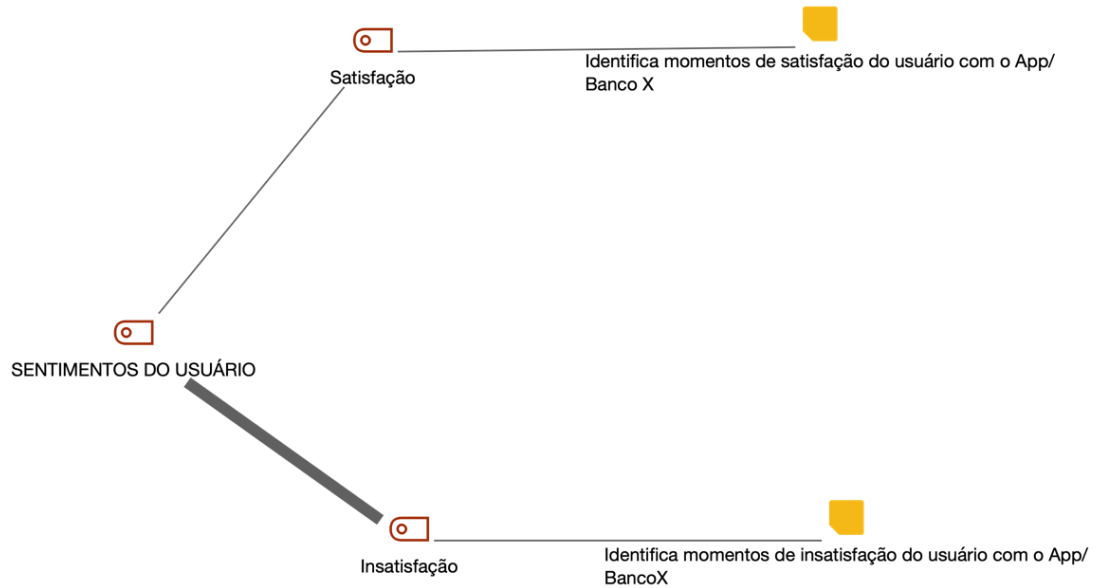 Satisfação
Identifica momentos de satisfação do usuário com o App/
Banco X
SENTIMENTOS DO USUÁRIO
Insatisfação
Identifica momentos de insatisfação do usuário com o App/
BancoX